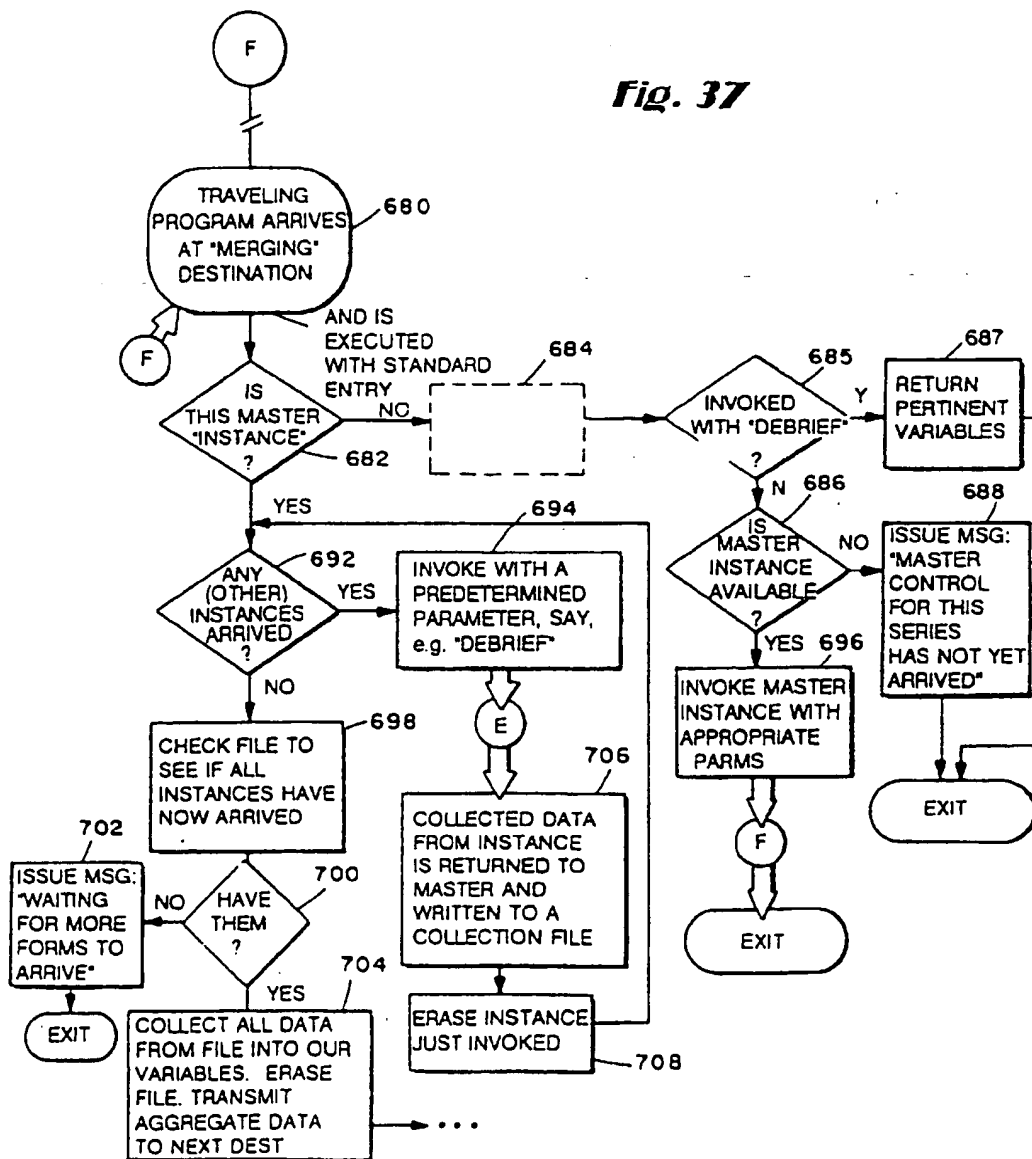 F
Fig. 37
TRAVELING
PROGRAM ARRIVES
AT "MERGING"
DESTINATION
680
F
AND IS
EXECUTED
WITH STANDARD
ENTRY
IS
THIS MASTER
"INSTANCE"
?
682
NO
684
INVOKED
WITH "DEBRIEF"
?
685
Y
687
RETURN
PERTINENT
VARIABLES
N
686
IS
MASTER
INSTANCE
AVAILABLE
?
NO
688
ISSUE MSG:
"MASTER
CONTROL
FOR THIS
SERIES
HAS NOT YET
ARRIVED"
YES
696
INVOKE MASTER
INSTANCE WITH
APPROPRIATE
PARMS
F
EXIT
EXIT
YES
692
ANY
(OTHER)
INSTANCES
ARRIVED
?
YES
694
INVOKE WITH A
PREDETERMINED
PARAMETER, SAY,
e.g. "DEBRIEF"
E
706
COLLECTED DATA
FROM INSTANCE
IS RETURNED TO
MASTER AND
WRITTEN TO A
COLLECTION FILE
ERASE INSTANCE
JUST INVOKED
708
NO
698
CHECK FILE TO
SEE IF ALL
INSTANCES HAVE
NOW ARRIVED
700
HAVE
THEM
?
NO
702
ISSUE MSG:
"WAITING
FOR MORE
FORMS TO
ARRIVE"
EXIT
YES
704
COLLECT ALL DATA
FROM FILE INTO OUR
VARIABLES. ERASE
FILE. TRANSMIT
AGGREGATE DATA
TO NEXT DEST
...